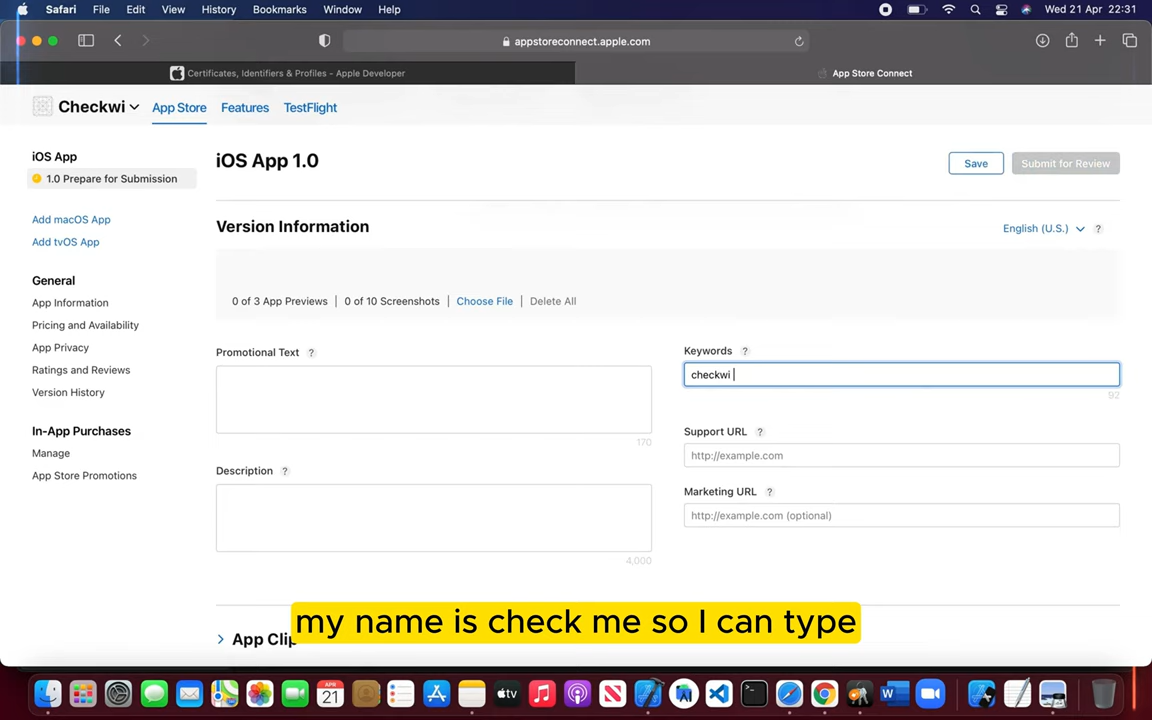 Safari File Edit View History Bookmarks Window Help Wed 21 Apr 22:31
appstoreconnect.apple.com
Certificates, Identifiers & Profiles - Apple Developer App Store Connect
Checkwi App Store Features TestFlight
iOS App
1.0 Prepare for Submission
Add macOS App
Add tvOS App
General
App Information
Pricing and Availability
App Privacy
Ratings and Reviews
Version History
In-App Purchases
Manage
App Store Promotions
iOS App 1.0
Save Submit for Review
Version Information
English (U.S.) ?
0 of 3 App Previews | 0 of 10 Screenshots | Choose File | Delete All
Promotional Text ?
170
Description ?
4,000
Keywords ?
checkwi
92
Support URL ?
http://example.com
Marketing URL ?
http://example.com (optional)
App Clip
my name is check me so I can type
APR
21
tv
W